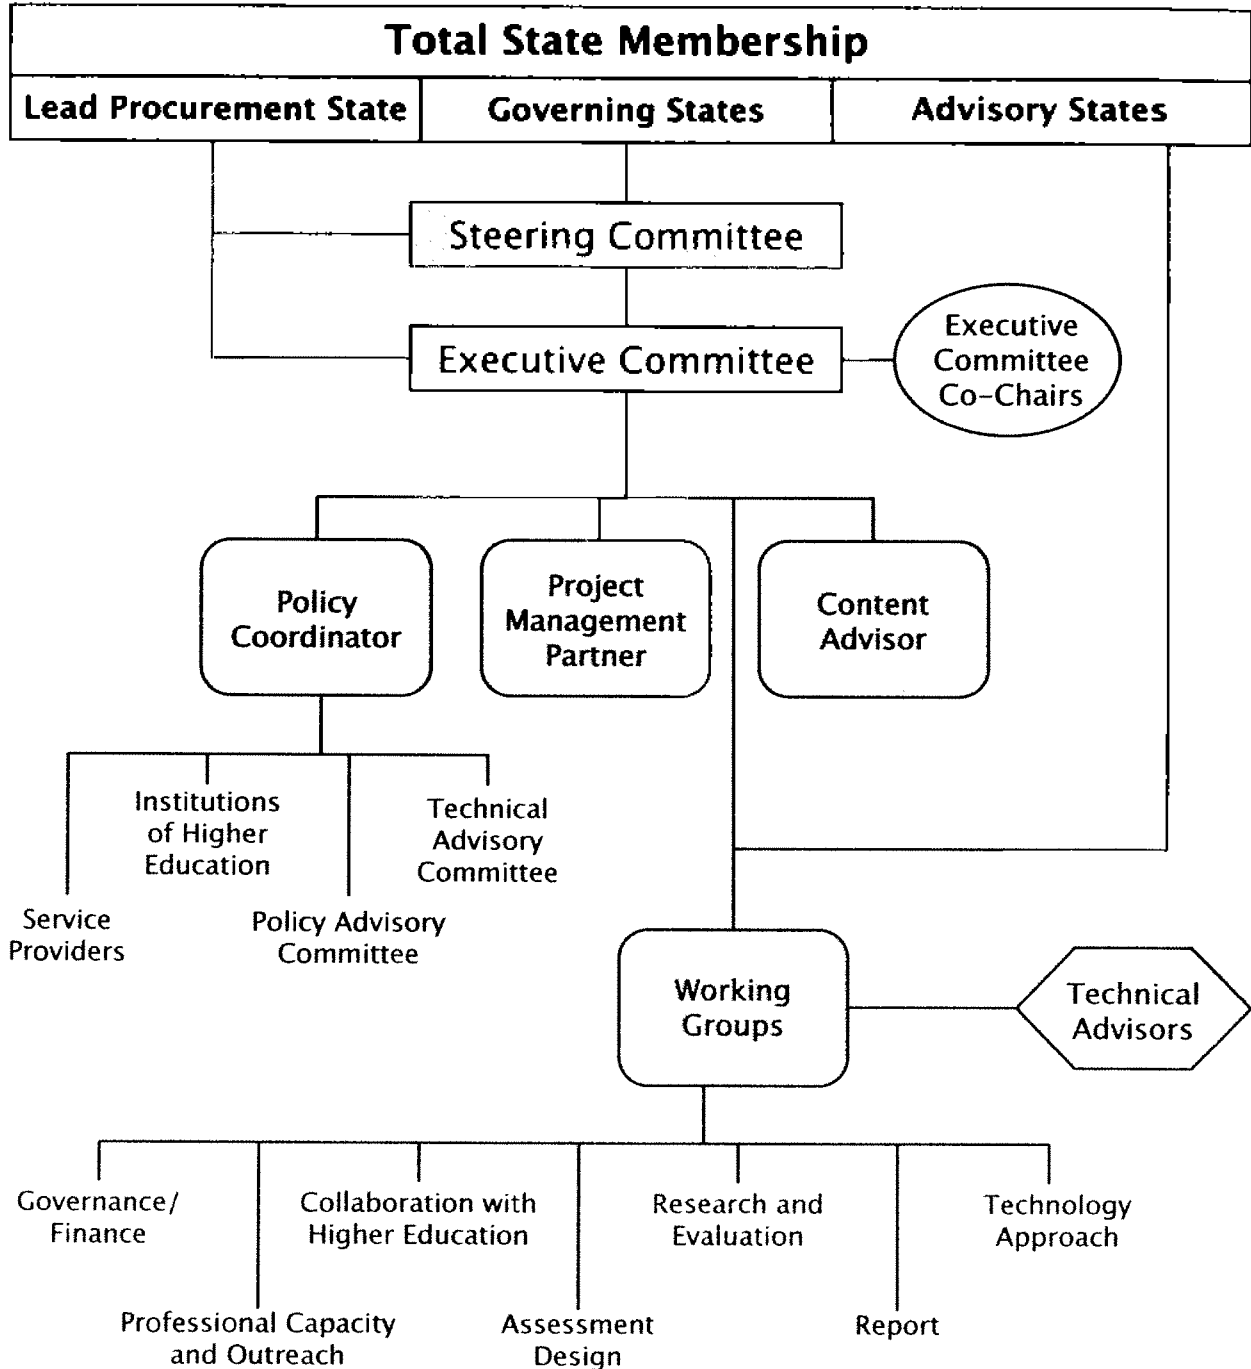 Total State Membership
Lead Procurement State
Governing States
Advisory States
Steering Committee
Executive Committee
Executive
Committee
Co-Chairs
Policy
Coordinator
Project
Management
Partner
Content
Advisor
Institutions
of Higher
Education
Technical
Advisory
Committee
Service
Providers
Policy Advisory
Committee
Working
Groups
Technical
Advisors
Governance/
Finance
Collaboration with
Higher Education
Research and
Evaluation
Technology
Approach
Professional Capacity
and Outreach
Assessment
Design
Report